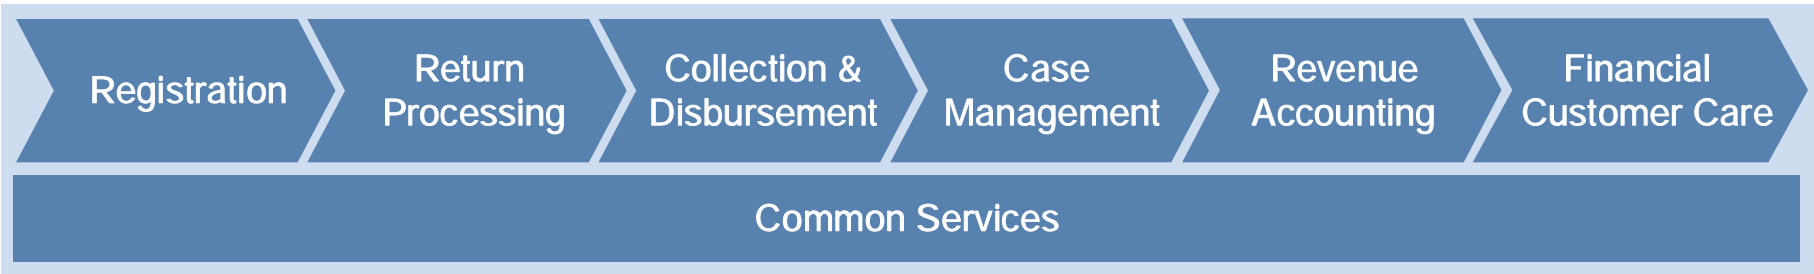 Registration
Return
Processing
Collection &
Disbursement
Case
Management
Revenue
Accounting
Financial
Customer Care
Common Services